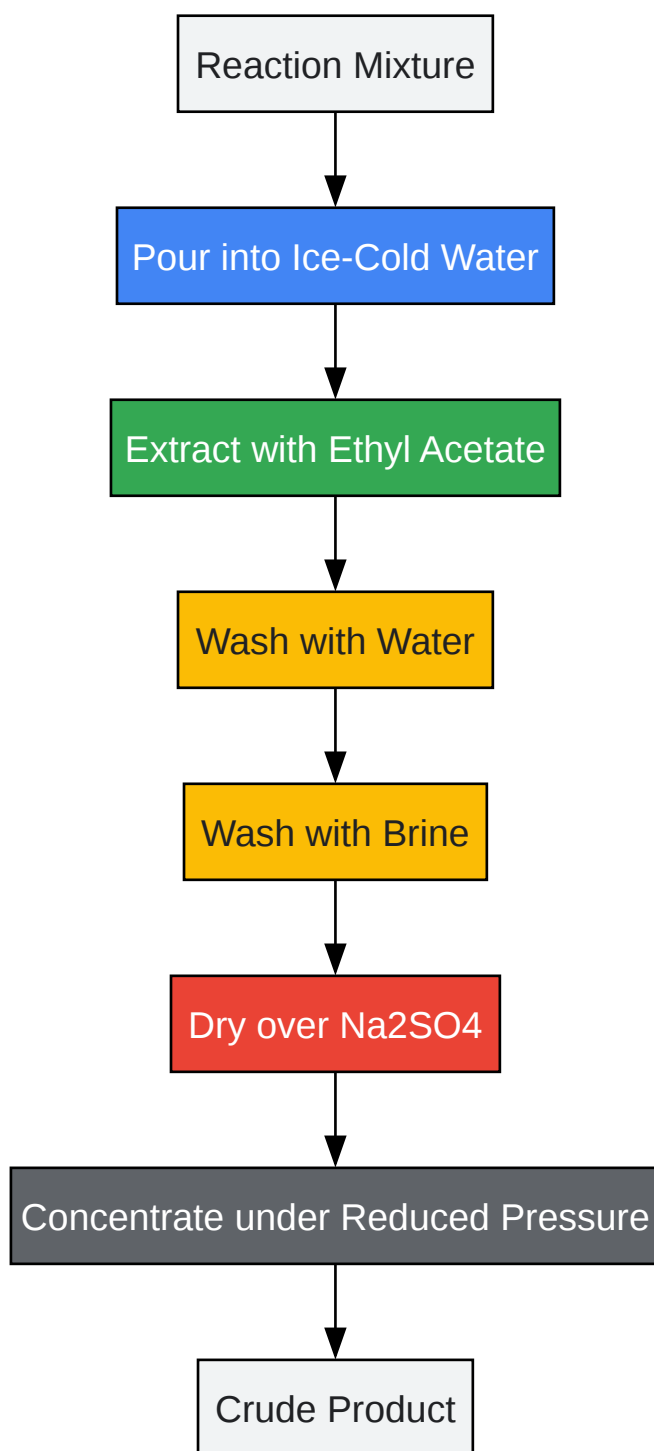 Reaction Mixture
Pour into Ice-Cold Water
Extract with Ethyl Acetate
Wash with Water
Wash with Brine
Dry over Na2SO4
Concentrate under Reduced Pressure
Crude Product